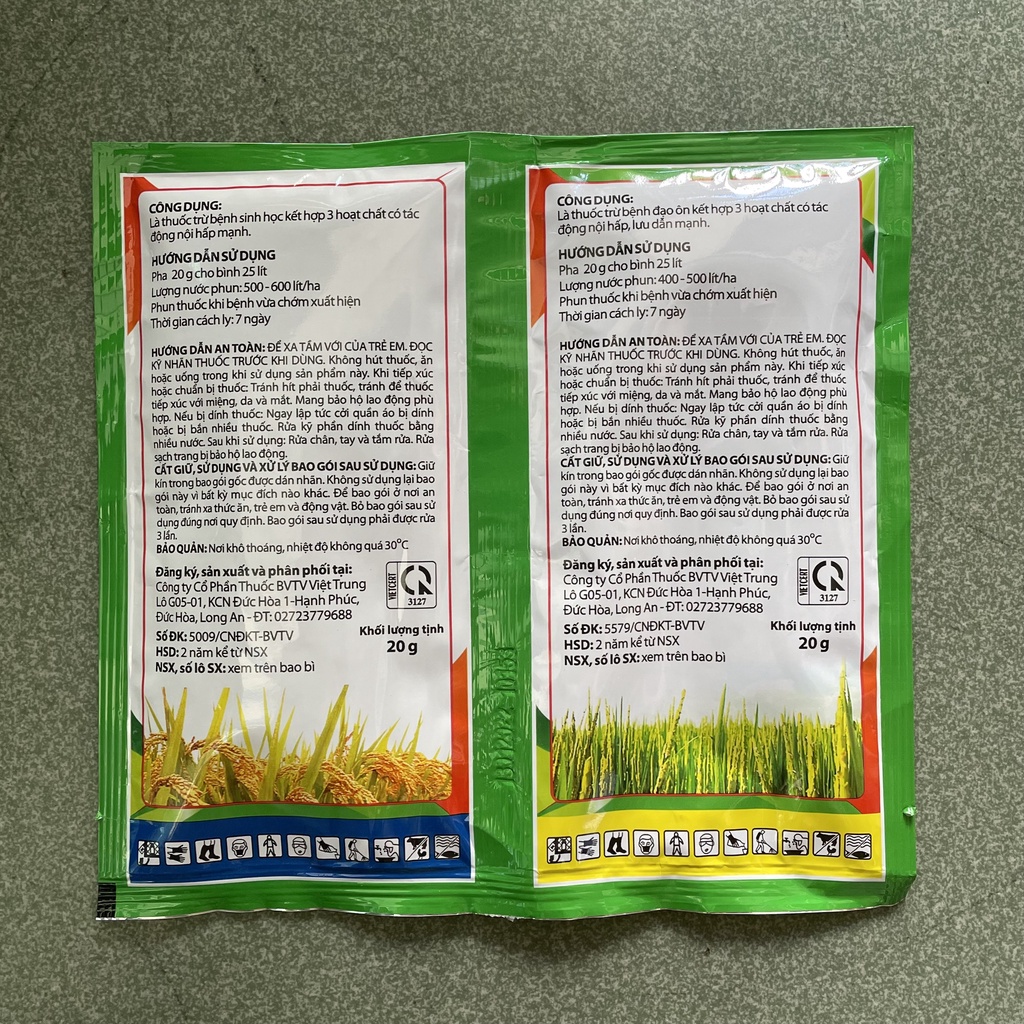 CÔNG DỤNG:
Là thuốc trừ bệnh sinh học kết hợp 3 hoạt chất có tác
động nội hấp mạnh.
HƯỚNG DẪN SỬ DỤNG
Pha 20 g cho bình 25 lít
Lượng nước phun: 500 - 600 lít/ha
Phun thuốc khi bệnh vừa chớm xuất hiện
Thời gian cách ly: 7 ngày
HƯỚNG DẪN AN TOÀN: ĐỂ XA TẦM VỚI CỦA TRẺ EM. ĐỌC
KỸ NHÃN THUỐC TRƯỚC KHI DÙNG. Không hút thuốc, ăn
hoặc uống trong khi sử dụng sản phẩm này. Khi tiếp xúc
hoặc chuẩn bị thuốc: Tránh hít phải thuốc, tránh để thuốc
tiếp xúc với miệng, da và mắt. Mang bảo hộ lao động phù
hợp. Nếu bị dính thuốc: Ngay lập tức cởi quần áo bị dính
hoặc bị bắn nhiều thuốc. Rửa kỹ phần dính thuốc bằng
nhiều nước. Sau khi sử dụng: Rửa chân, tay và tắm rửa. Rửa
sạch trang bị bảo hộ lao động.
CẤT GIỮ, SỬ DỤNG VÀ XỬ LÝ BAO GÓI SAU SỬ DỤNG: Giữ
kín trong bao gói gốc được dán nhãn. Không sử dụng lại bao
gói này vì bất kỳ mục đích nào khác. Để bao gói ở nơi an
toàn, tránh xa thức ăn, trẻ em và động vật. Bỏ bao gói sau sử
dụng đúng nơi quy định. Bao gói sau sử dụng phải được rửa
3 lần.
BẢO QUẢN: Nơi khô thoáng, nhiệt độ không quá 30°C
Đăng ký, sản xuất và phân phối tại:
Công ty Cổ Phần Thuốc BVTV Việt Trung
Lô G05-01, KCN Đức Hòa 1-Hạnh Phúc,
Đức Hòa, Long An - ĐT: 02723779688
VIETCERT
3127
Số ĐK: 5009/CNĐKT-BVTV
HSD: 2 năm kể từ NSX
NSX, số lô SX: xem trên bao bì
Khối lượng tịnh
20 g
CÔNG DỤNG:
Là thuốc trừ bệnh đạo ôn kết hợp 3 hoạt chất có tác
động nội hấp, lưu dẫn mạnh.
HƯỚNG DẪN SỬ DỤNG
Pha 20 g cho bình 25 lít
Lượng nước phun: 400 - 500 lít/ha
Phun thuốc khi bệnh vừa chớm xuất hiện
Thời gian cách ly: 7 ngày
HƯỚNG DẪN AN TOÀN: ĐỂ XA TẦM VỚI CỦA TRẺ EM. ĐỌC
KỸ NHÃN THUỐC TRƯỚC KHI DÙNG. Không hút thuốc, ăn
hoặc uống trong khi sử dụng sản phẩm này. Khi tiếp xúc
hoặc chuẩn bị thuốc: Tránh hít phải thuốc, tránh để thuốc
tiếp xúc với miệng, da và mắt. Mang bảo hộ lao động phù
hợp. Nếu bị dính thuốc: Ngay lập tức cởi quần áo bị dính
hoặc bị bắn nhiều thuốc. Rửa kỹ phần dính thuốc bằng
nhiều nước. Sau khi sử dụng: Rửa chân, tay và tắm rửa. Rửa
sạch trang bị bảo hộ lao động.
CẤT GIỮ, SỬ DỤNG VÀ XỬ LÝ BAO GÓI SAU SỬ DỤNG: Giữ
kín trong bao gói gốc được dán nhãn. Không sử dụng lại bao
gói này vì bất kỳ mục đích nào khác. Để bao gói ở nơi an
toàn, tránh xa thức ăn, trẻ em và động vật. Bỏ bao gói sau sử
dụng đúng nơi quy định. Bao gói sau sử dụng phải được rửa
3 lần.
BẢO QUẢN: Nơi khô thoáng, nhiệt độ không quá 30°C
Đăng ký, sản xuất và phân phối tại:
Công ty Cổ Phần Thuốc BVTV Việt Trung
Lô G05-01, KCN Đức Hòa 1-Hạnh Phúc,
Đức Hòa, Long An - ĐT: 02723779688
VIETCERT
3127
Số ĐK: 5579/CNĐKT-BVTV
HSD: 2 năm kể từ NSX
NSX, số lô SX: xem trên bao bì
Khối lượng tịnh
20 g